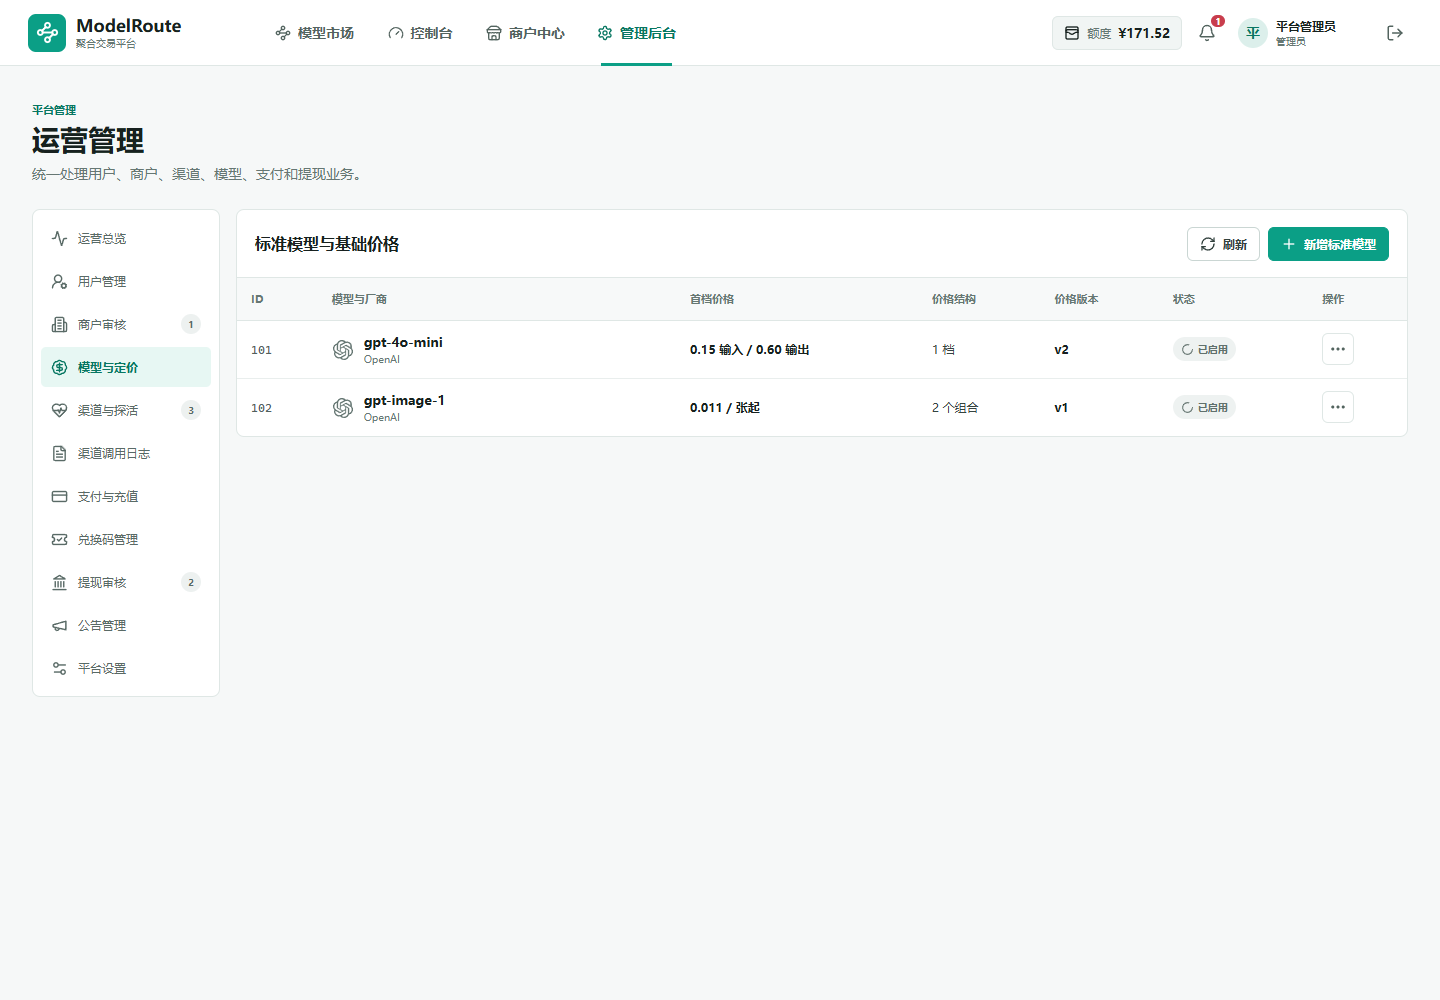 ModelRoute
聚合交易平台
模型市场
控制台
商户中心
管理后台
额度 ¥171.52
1
平
平台管理员
管理员
平台管理
运营管理
统一处理用户、商户、渠道、模型、支付和提现业务。
运营总览
用户管理
商户审核 1
模型与定价
渠道与探活 3
渠道调用日志
支付与充值
兑换码管理
提现审核 2
公告管理
平台设置
标准模型与基础价格
刷新
新增标准模型
ID 模型与厂商 首档价格 价格结构 价格版本 状态 操作
101 gpt-4o-mini 0.15 输入 / 0.60 输出 1 档 v2 已启用
OpenAI
102 gpt-image-1 0.011 / 张起 2 个组合 v1 已启用
OpenAI